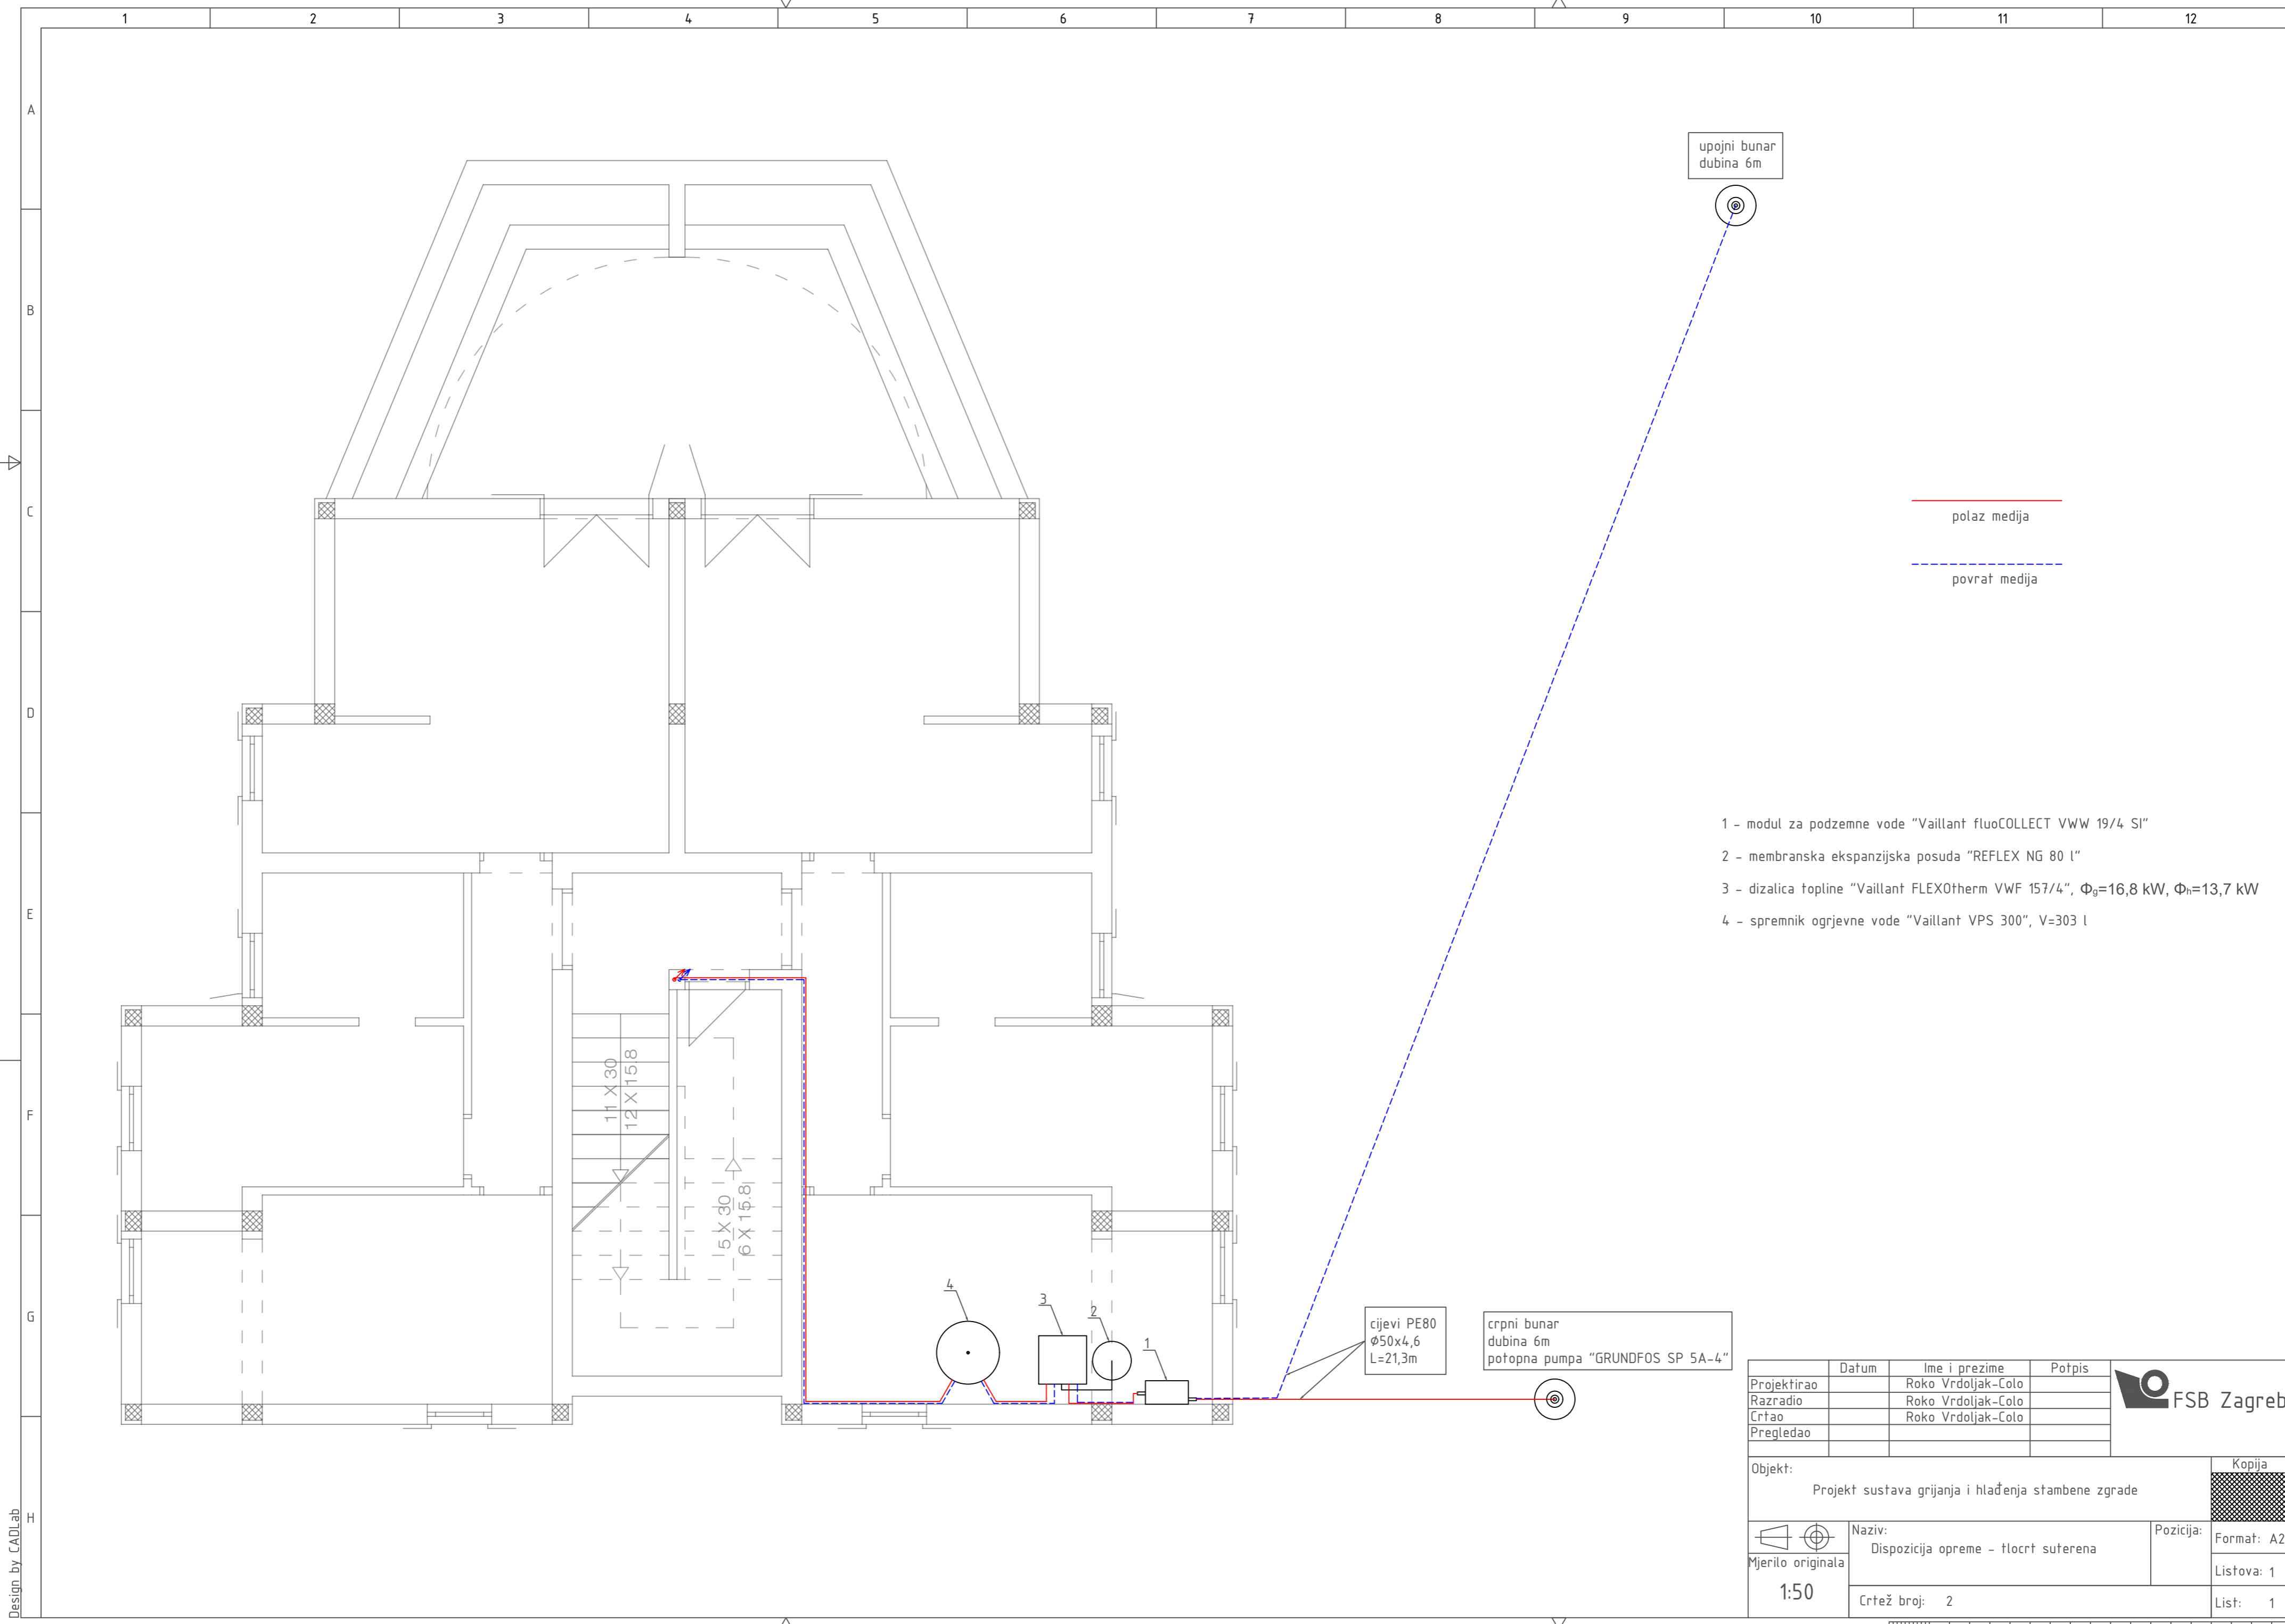 1 2 3 4 5 6 7 8 9 10 11 12
A
B
C
D
E
F
G
H
upojni bunar
dubina 6m
polaz medija
povrat medija
1 - modul za podzemne vode "Vaillant fluoCOLLECT VWW 19/4 SI"
2 - membranska ekspanzijska posuda "REFLEX NG 80 l"
3 - dizalica topline "Vaillant FLEXOtherm VWF 157/4", Φg=16,8 kW, Φh=13,7 kW
4 - spremnik ogrjevne vode "Vaillant VPS 300", V=303 l
11 X 30
12 X 15.8
5 X 30
6 X 15.8
4
3
2
1
cijevi PE80
Ø50x4,6
L=21,3m
crpni bunar
dubina 6m
potopna pumpa "GRUNDFOS SP 5A-4"
Datum Ime i prezime Potpis
Projektirao Roko Vrdoljak-Colo
Razradio Roko Vrdoljak-Colo
Crtao Roko Vrdoljak-Colo
Pregledao
FSB Zagreb
Objekt:
Projekt sustava grijanja i hlađenja stambene zgrade
Kopija
Naziv:
Dispozicija opreme - tlocrt suterena
Pozicija:
Format: A2
Mjerilo originala
1:50
Listova: 1
Crtež broj: 2
List: 1
Design by CADLab